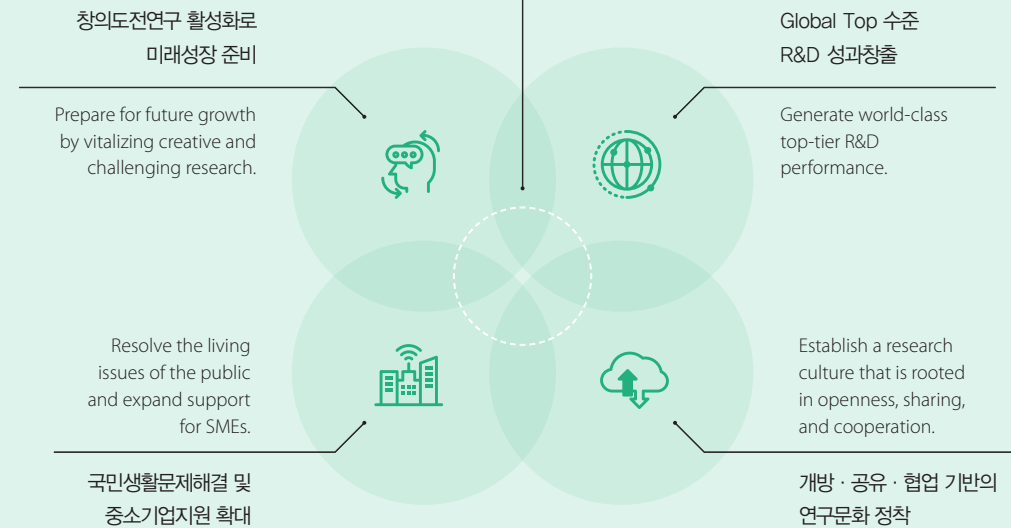 창의도전연구 활성화로
미래성장 준비
Prepare for future growth
by vitalizing creative and
challenging research.
Global Top 수준
R&D 성과창출
Generate world-class
top-tier R&D
performance.
Resolve the living
issues of the public
and expand support
for SMEs.
국민생활문제해결 및
중소기업지원 확대
Establish a research
culture that is rooted
in openness, sharing,
and cooperation.
개방 · 공유 · 협업 기반의
연구문화 정착